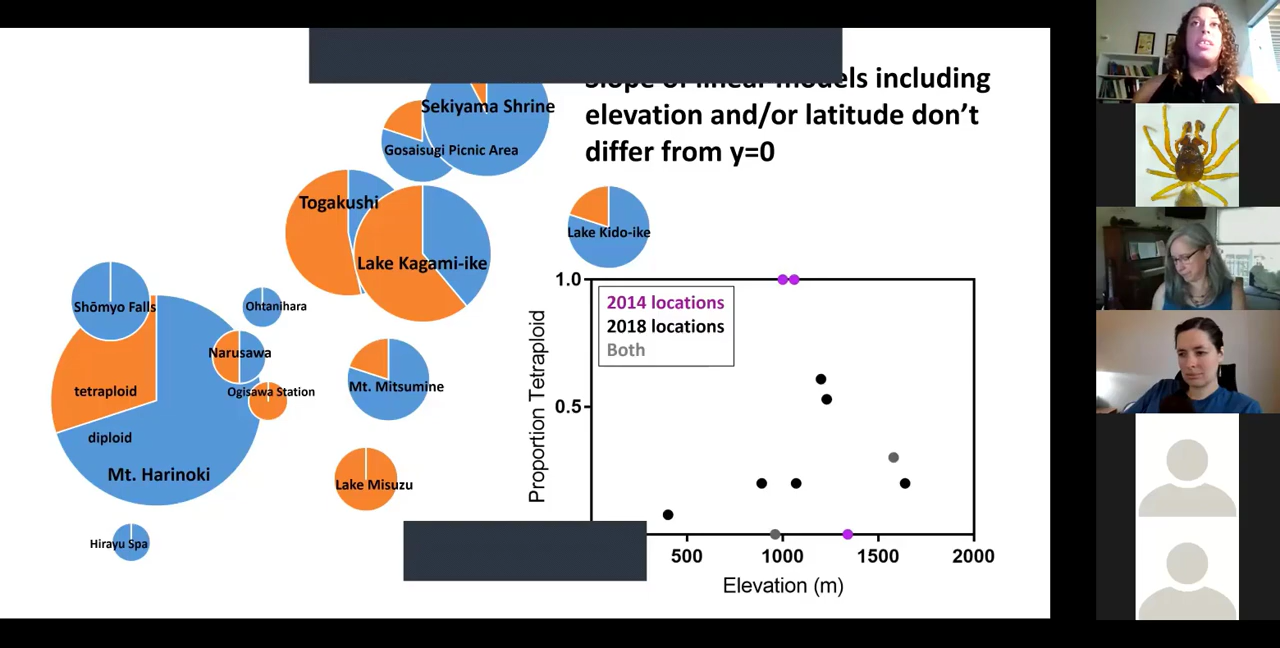 Slope of linear models including
elevation and/or latitude don't
differ from y=0
Sekiyama Shrine
Gosaisugi Picnic Area
Togakushi
Lake Kagami-ike
Lake Kido-ike
Shōmyo Falls
Ohtanihara
Narusawa
Ogisawa Station
tetraploid
diploid
Mt. Harinoki
Mt. Mitsumine
Lake Misuzu
Hirayu Spa
1.0
0.5
Proportion Tetraploid
2014 locations
2018 locations
Both
500
1000
1500
2000
Elevation (m)